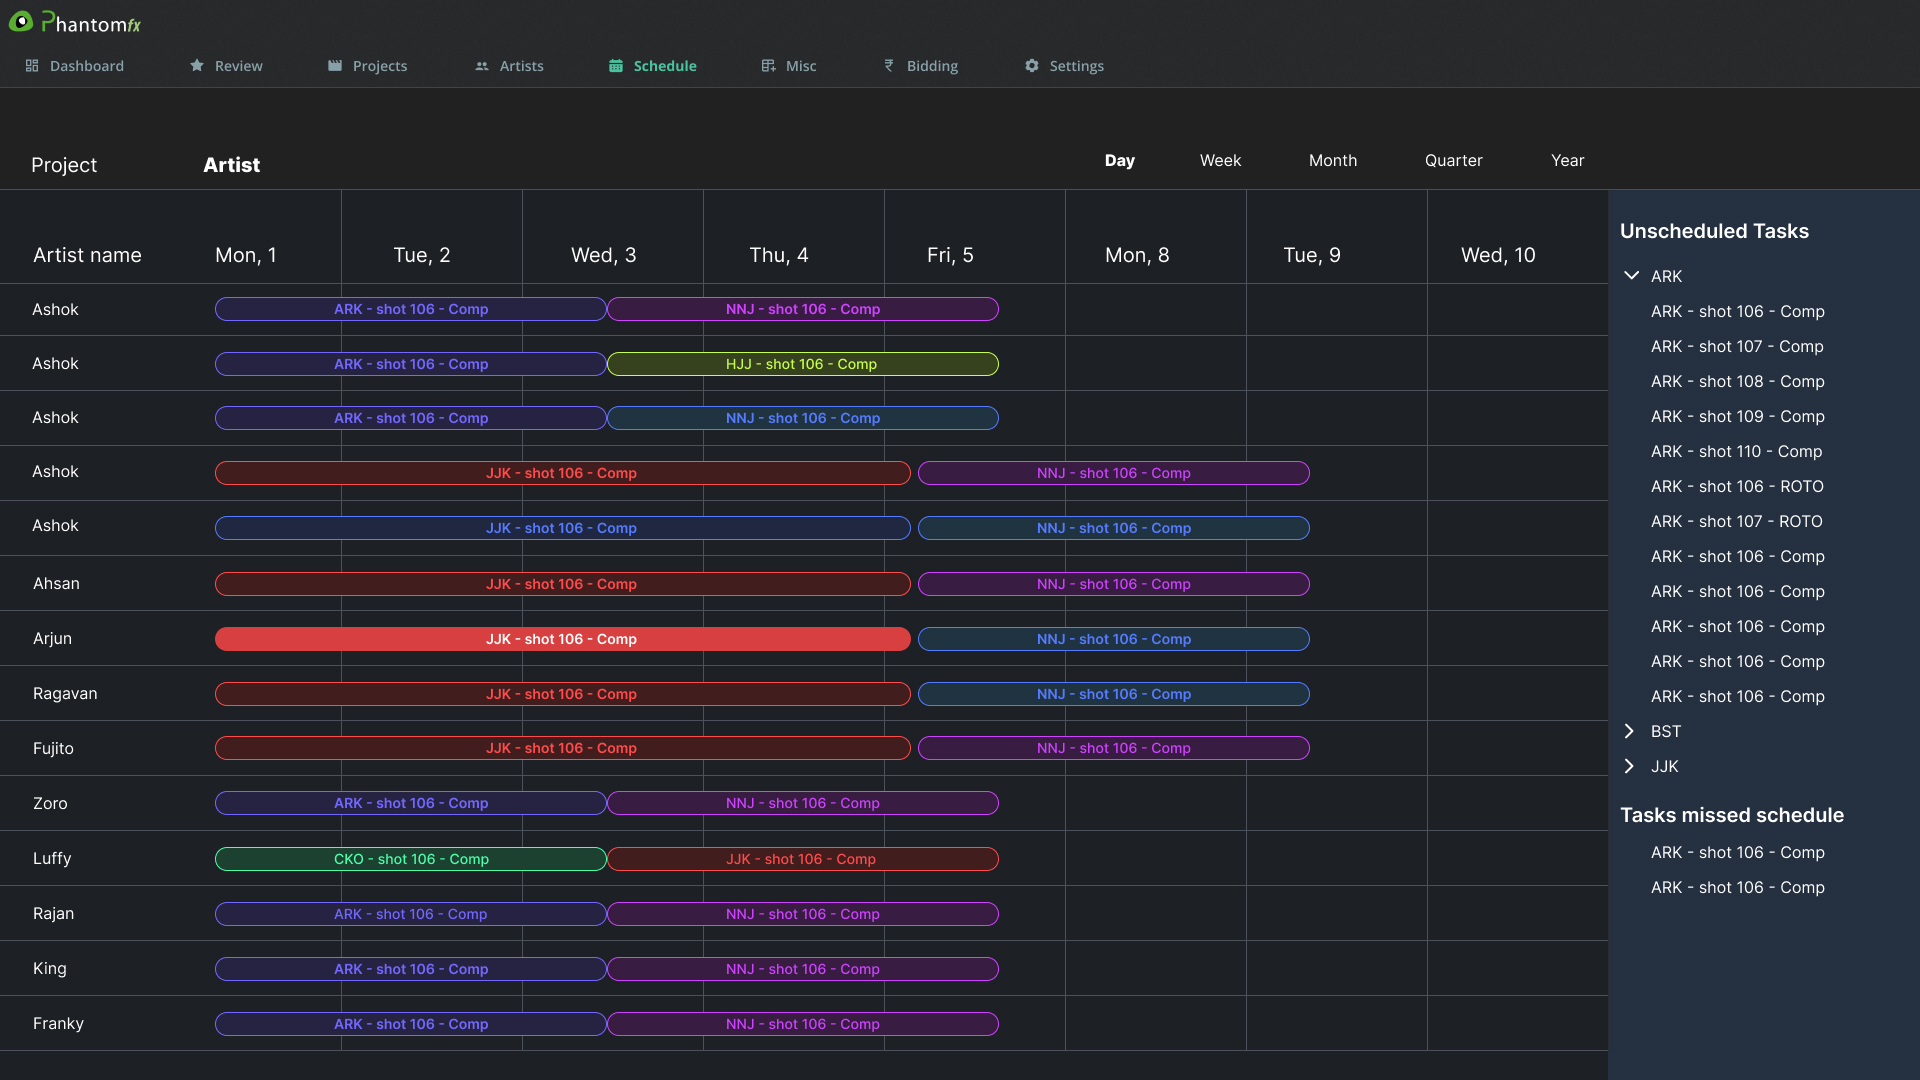 Phantomfx
Dashboard Review Projects Artists Schedule Misc Bidding Settings
Project Artist Day Week Month Quarter Year
Artist name Mon, 1 Tue, 2 Wed, 3 Thu, 4 Fri, 5 Mon, 8 Tue, 9 Wed, 10
Ashok ARK - shot 106 - Comp NNJ - shot 106 - Comp
Ashok ARK - shot 106 - Comp HJJ - shot 106 - Comp
Ashok ARK - shot 106 - Comp NNJ - shot 106 - Comp
Ashok JJK - shot 106 - Comp NNJ - shot 106 - Comp
Ashok JJK - shot 106 - Comp NNJ - shot 106 - Comp
Ahsan JJK - shot 106 - Comp NNJ - shot 106 - Comp
Arjun JJK - shot 106 - Comp NNJ - shot 106 - Comp
Ragavan JJK - shot 106 - Comp NNJ - shot 106 - Comp
Fujito JJK - shot 106 - Comp NNJ - shot 106 - Comp
Zoro ARK - shot 106 - Comp NNJ - shot 106 - Comp
Luffy CKO - shot 106 - Comp JJK - shot 106 - Comp
Rajan ARK - shot 106 - Comp NNJ - shot 106 - Comp
King ARK - shot 106 - Comp NNJ - shot 106 - Comp
Franky ARK - shot 106 - Comp NNJ - shot 106 - Comp
Unscheduled Tasks
ARK
ARK - shot 106 - Comp
ARK - shot 107 - Comp
ARK - shot 108 - Comp
ARK - shot 109 - Comp
ARK - shot 110 - Comp
ARK - shot 106 - ROTO
ARK - shot 107 - ROTO
ARK - shot 106 - Comp
ARK - shot 106 - Comp
ARK - shot 106 - Comp
ARK - shot 106 - Comp
ARK - shot 106 - Comp
BST
JJK
Tasks missed schedule
ARK - shot 106 - Comp
ARK - shot 106 - Comp